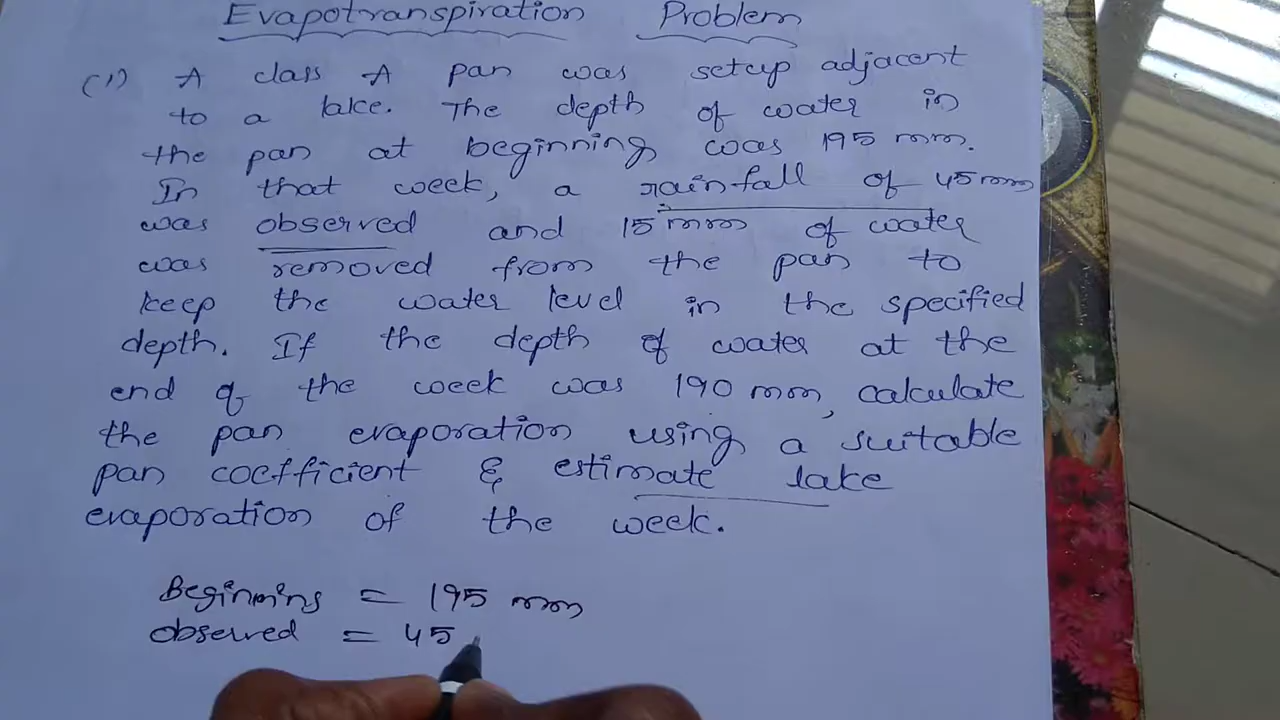 Evapotranspiration Problem
(1) A class A pan was setup adjacent
to a lake. The depth of water in
the pan at beginning was 195 mm.
In that week, a rainfall of 45 mm
was observed and 15 mm of water
was removed from the pan to
keep the water level in the specified
depth. If the depth of water at the
end of the week was 190 mm, calculate
the pan evaporation using a suitable
pan coefficient & estimate lake
evaporation of the week.
Beginning = 195 mm
Observed = 45